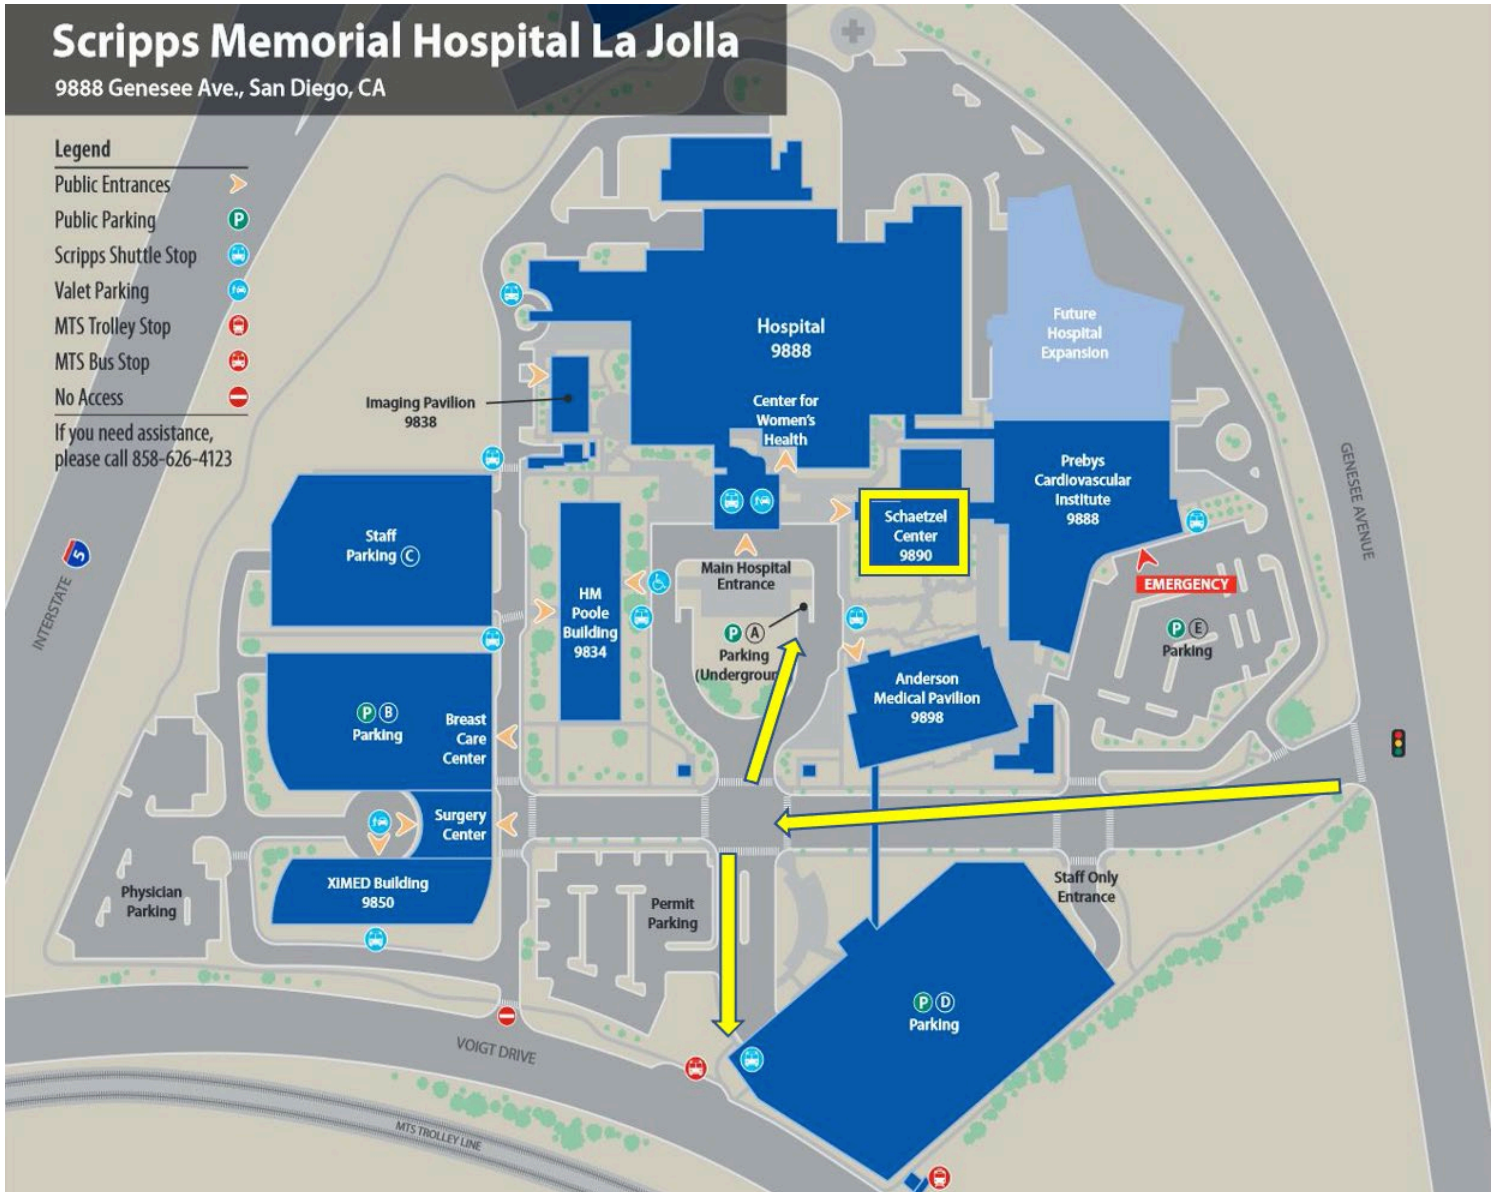 Scripps Memorial Hospital La Jolla
9888 Genesee Ave., San Diego, CA
Legend
Public Entrances
Public Parking
P
Scripps Shuttle Stop
Valet Parking
MTS Trolley Stop
MTS Bus Stop
No Access
If you need assistance,
please call 858-626-4123
Hospital
9888
Center for
Women's
Health
Future
Hospital
Expansion
Imaging Pavilion
9838
Prebys
Cardiovascular
Institute
9888
Schaetzel
Center
9890
Staff
Parking C
Main Hospital
Entrance
HM
Poole
Building
9834
EMERGENCY
P A
Parking
(Undergroun
P E
Parking
Anderson
Medical Pavilion
9898
P B
Parking
Breast
Care
Center
Surgery
Center
XiMED Building
9850
Physician
Parking
Permit
Parking
Staff Only
Entrance
P D
Parking
INTERSTATE
5
GENESEE AVENUE
VOIGT DRIVE
MTS TROLLEY LINE